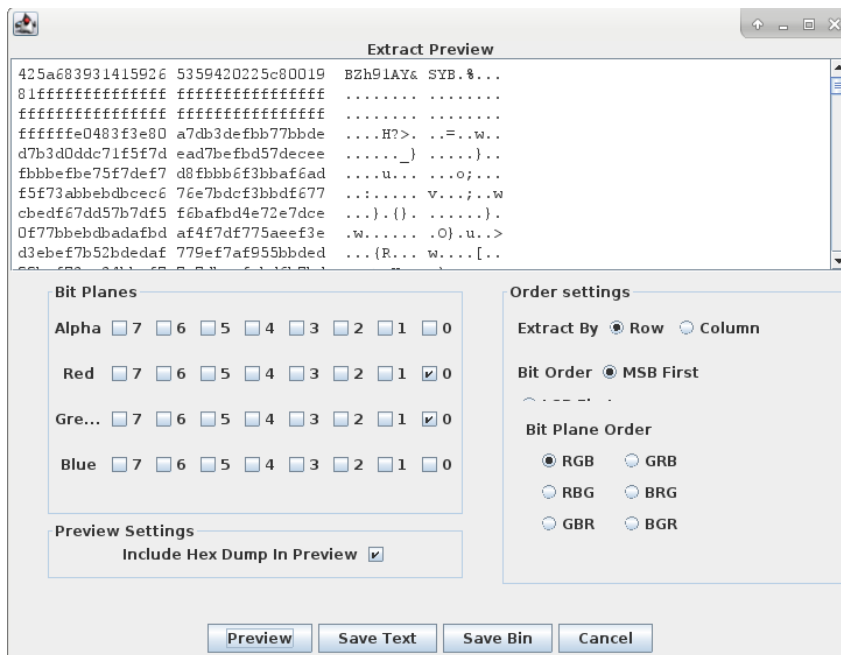 Extract Preview
425a683931415926 5359420225c80019 BZh91AY& SYB.%...
81ffffffffffffff ffffffffffffffff ........ ........
ffffffffffffffff ffffffffffffffff ........ ........
ffffffe0483f3e80 a7db3defbb77bbde ....H?>. ..=..w..
d7b3d0ddc71f5f7d ead7befbd57decee ......_} .....}..
fbbbefbe75f7def7 d8fbbb6f3bbaf6ad ....u... ...o;...
f5f73abbebdbcec6 76e7bdcf3bbdf677 ..:..... v...;..w
cbedf67dd57b7df5 f6bafbd4e72e7dce ...}.{}. ......}.
0f77bbebdbadafbd af4f7df775aeef3e .w...... .O}.u..>
d3ebef7b52bdedaf 779ef7af955bbded ...{R... w....[..
Bit Planes
Alpha 7 6 5 4 3 2 1 0
Red 7 6 5 4 3 2 1 0
Gre... 7 6 5 4 3 2 1 0
Blue 7 6 5 4 3 2 1 0
Preview Settings
Include Hex Dump In Preview
Order settings
Extract By Row Column
Bit Order MSB First
Bit Plane Order
RGB GRB
RBG BRG
GBR BGR
Preview Save Text Save Bin Cancel